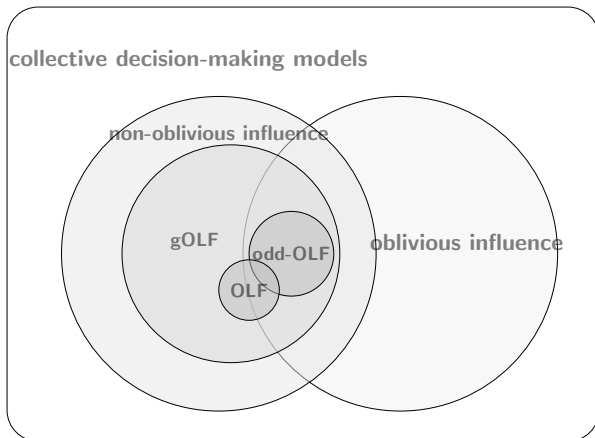 collective decision-making models
non-oblivious influence
gOLF
oblivious influence
odd-OLF
OLF